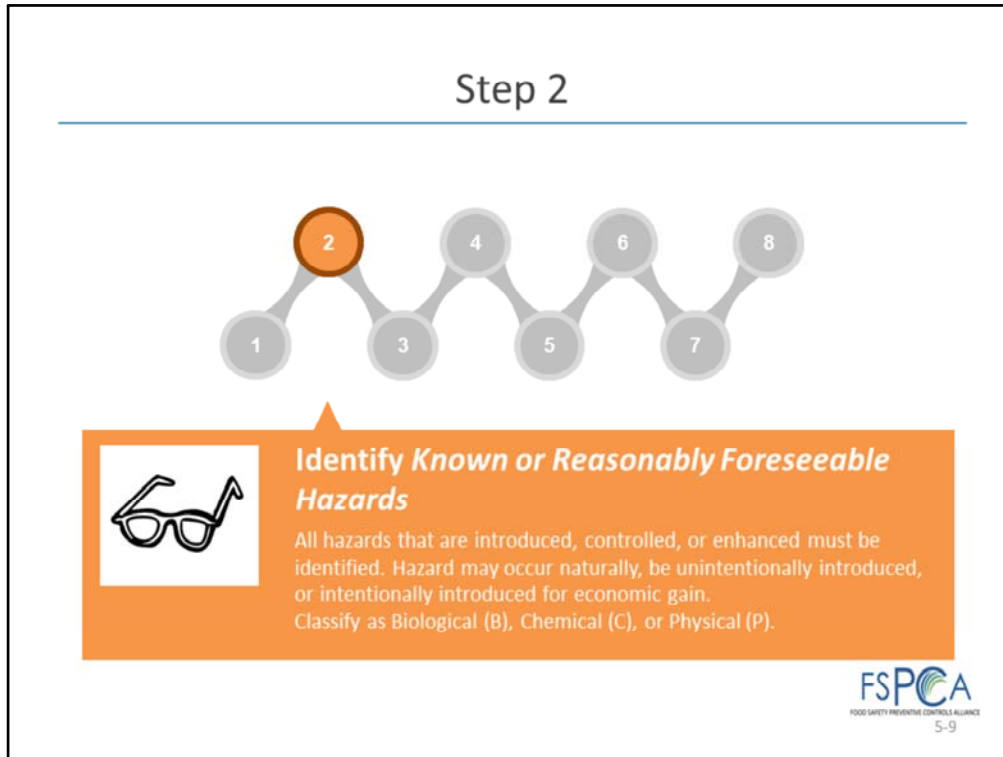 Step 2
2
4
6
8
1
3
5
7
Identify Known or Reasonably Foreseeable
Hazards
All hazards that are introduced, controlled, or enhanced must be
identified. Hazard may occur naturally, be unintentionally introduced,
or intentionally introduced for economic gain.
Classify as Biological (B), Chemical (C), or Physical (P).
FSPCA
FOOD SAFETY PREVENTIVE CONTROLS ALLIANCE
5-9